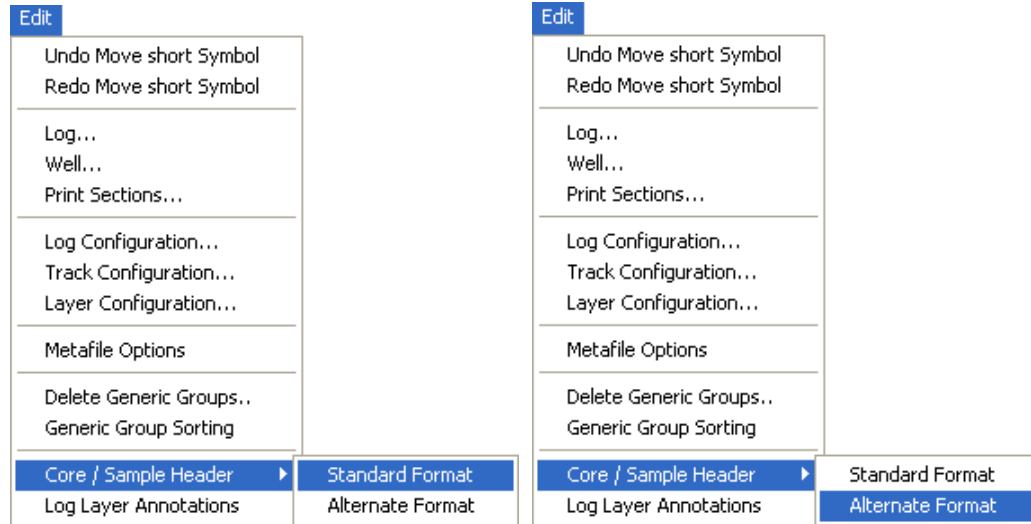 Edit
Undo Move short Symbol
Redo Move short Symbol
Log...
Well...
Print Sections...
Log Configuration...
Track Configuration...
Layer Configuration...
Metafile Options
Delete Generic Groups..
Generic Group Sorting
Core / Sample Header
Standard Format
Log Layer Annotations
Alternate Format
Edit
Undo Move short Symbol
Redo Move short Symbol
Log...
Well...
Print Sections...
Log Configuration...
Track Configuration...
Layer Configuration...
Metafile Options
Delete Generic Groups..
Generic Group Sorting
Core / Sample Header
Standard Format
Log Layer Annotations
Alternate Format